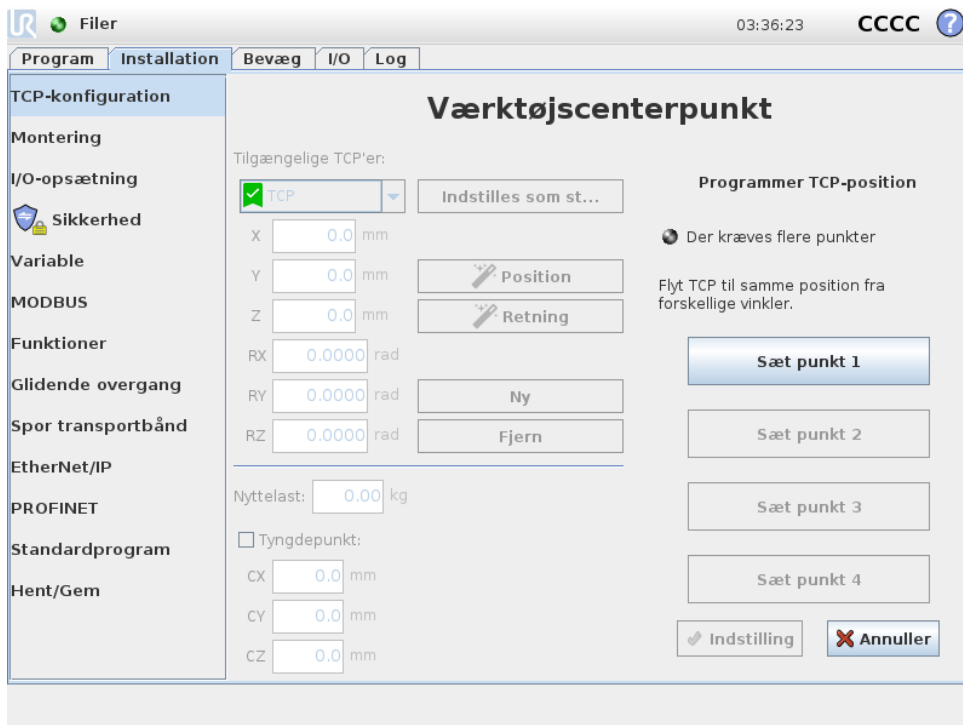 UR
Filer
03:36:23
CCCC
?
Program
Installation
Bevæg
I/O
Log
TCP-konfiguration
Montering
I/O-opsætning
Sikkerhed
Variable
MODBUS
Funktioner
Glidende overgang
Spor transportbånd
EtherNet/IP
PROFINET
Standardprogram
Hent/Gem
Værktøjscenterpunkt
Tilgængelige TCP'er:
TCP
Indstilles som st...
X 0.0 mm
Y 0.0 mm
Position
Z 0.0 mm
Retning
RX 0.0000 rad
RY 0.0000 rad
Ny
RZ 0.0000 rad
Fjern
Nyttelast: 0.00 kg
Tyngdepunkt:
CX 0.0 mm
CY 0.0 mm
CZ 0.0 mm
Programmer TCP-position
Der kræves flere punkter
Flyt TCP til samme position fra
forskellige vinkler.
Sæt punkt 1
Sæt punkt 2
Sæt punkt 3
Sæt punkt 4
Indstilling
Annuller